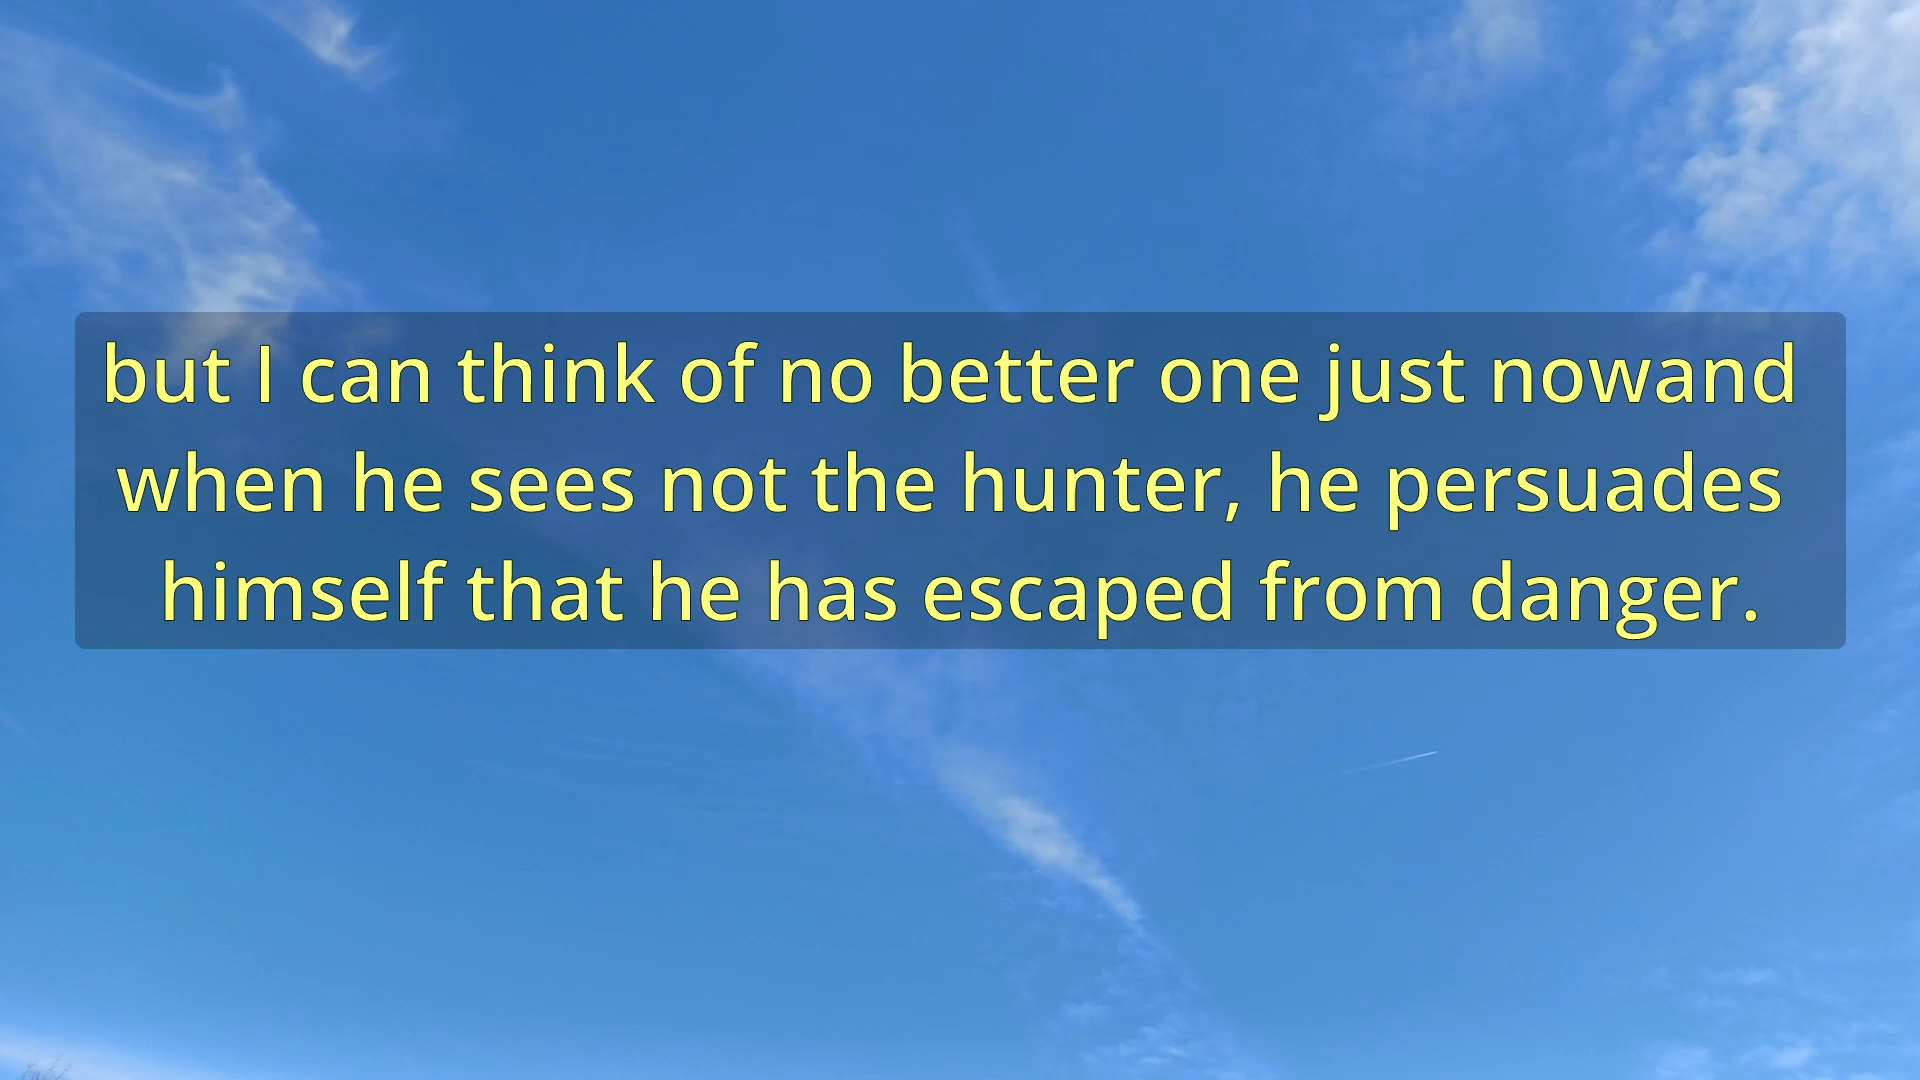 but I can think of no better one just nowand
when he sees not the hunter, he persuades
himself that he has escaped from danger.